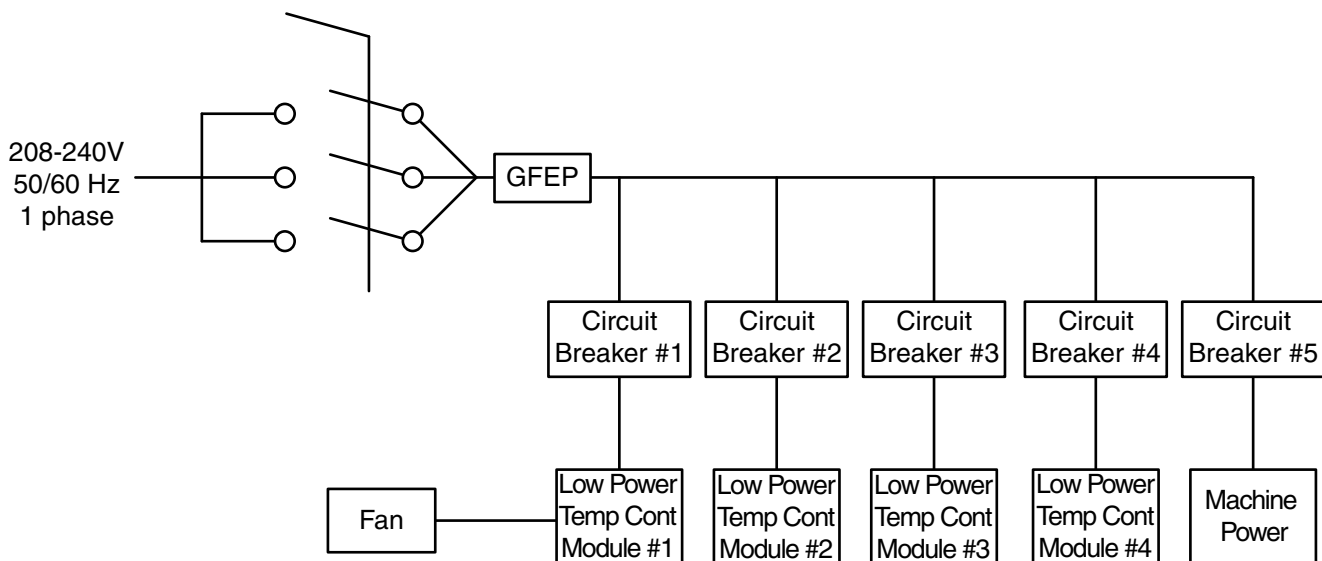 208-240V
50/60 Hz
1 phase
GFEP
Circuit
Breaker #1
Circuit
Breaker #2
Circuit
Breaker #3
Circuit
Breaker #4
Circuit
Breaker #5
Fan
Low Power
Temp Cont
Module #1
Low Power
Temp Cont
Module #2
Low Power
Temp Cont
Module #3
Low Power
Temp Cont
Module #4
Machine
Power